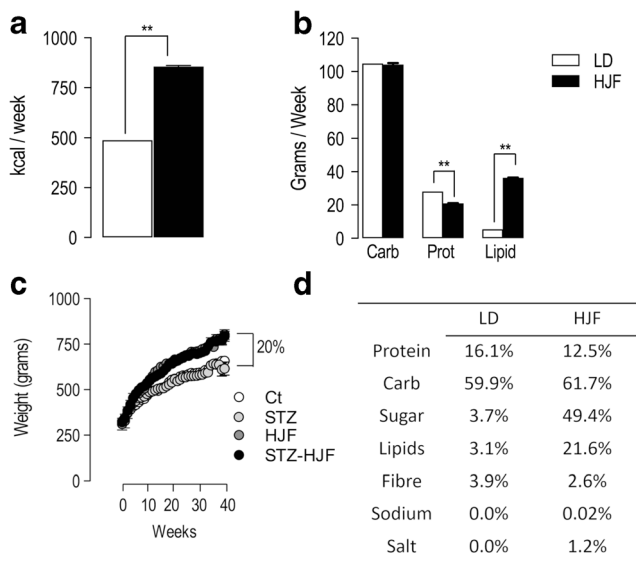 a
kcal / week
1000
750
500
250
0
**
b
Grams / Week
120
100
80
60
40
20
0
**
**
Carb Prot Lipid
LD
HJF
c
Weight (grams)
1000
750
500
250
0
20%
Ct
STZ
HJF
STZ-HJF
0 10 20 30 40
Weeks
d
LD HJF
Protein 16.1% 12.5%
Carb 59.9% 61.7%
Sugar 3.7% 49.4%
Lipids 3.1% 21.6%
Fibre 3.9% 2.6%
Sodium 0.0% 0.02%
Salt 0.0% 1.2%